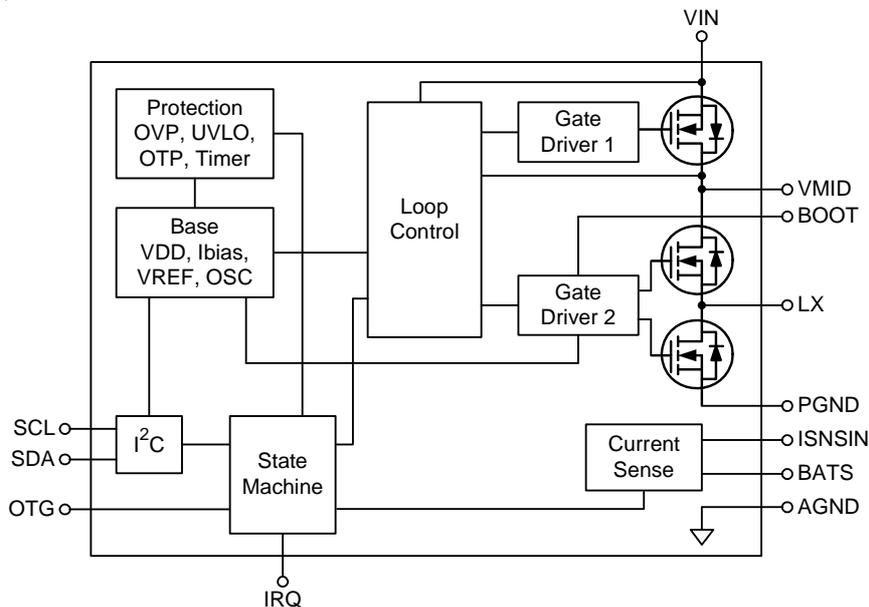 VIN
Protection
OVP, UVLO,
OTP, Timer
Gate
Driver 1
Loop
Control
VMID
BOOT
Base
VDD, Ibias,
VREF, OSC
Gate
Driver 2
LX
PGND
SCL
SDA
I²C
State
Machine
Current
Sense
ISNSIN
BATS
OTG
AGND
IRQ